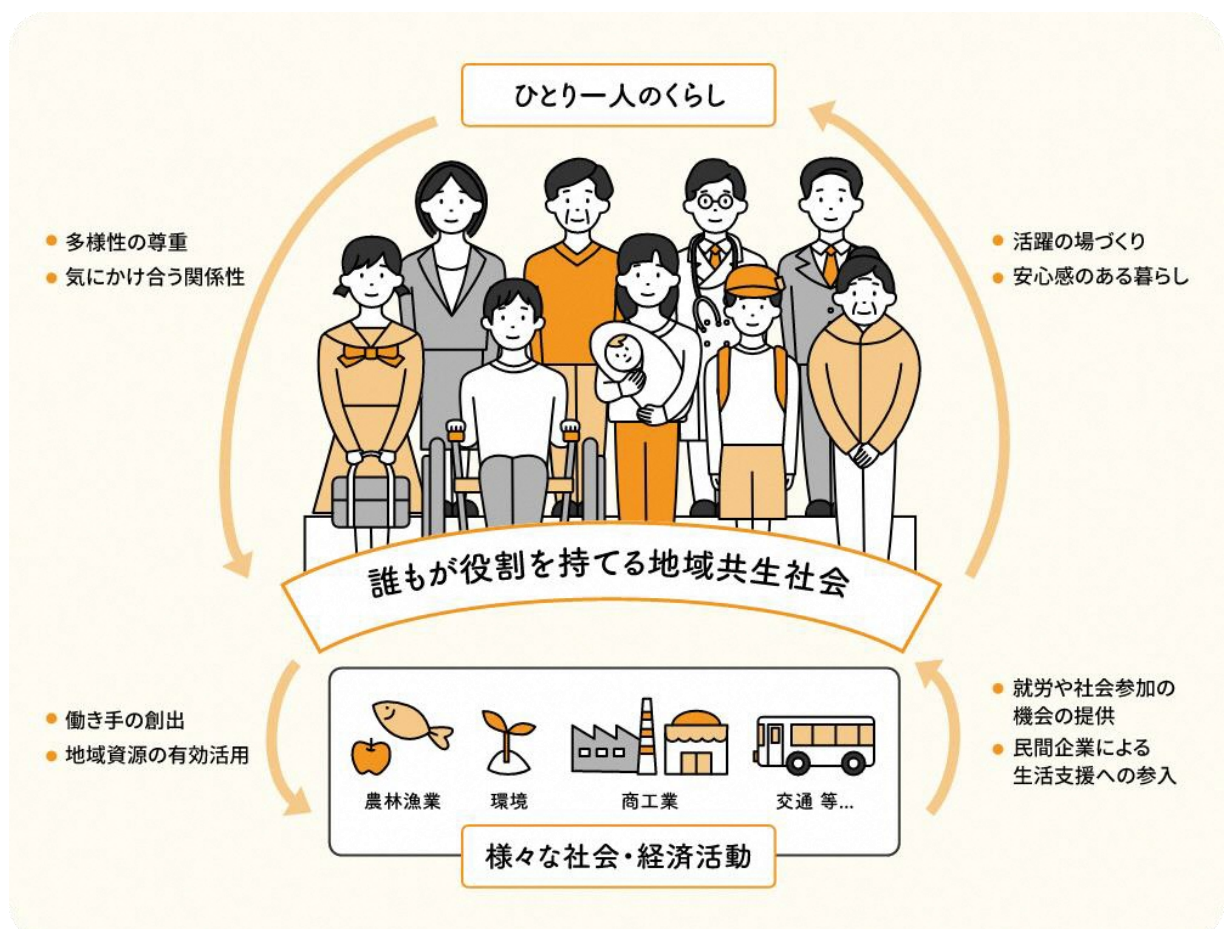 ひとり一人のくらし
多様性の尊重
気にかけ合う関係性
活躍の場づくり
安心感のある暮らし
誰もが役割を持てる地域共生社会
働き手の創出
地域資源の有効活用
就労や社会参加の
機会の提供
民間企業による
生活支援への参入
農林漁業 環境 商工業 交通 等...
様々な社会・経済活動